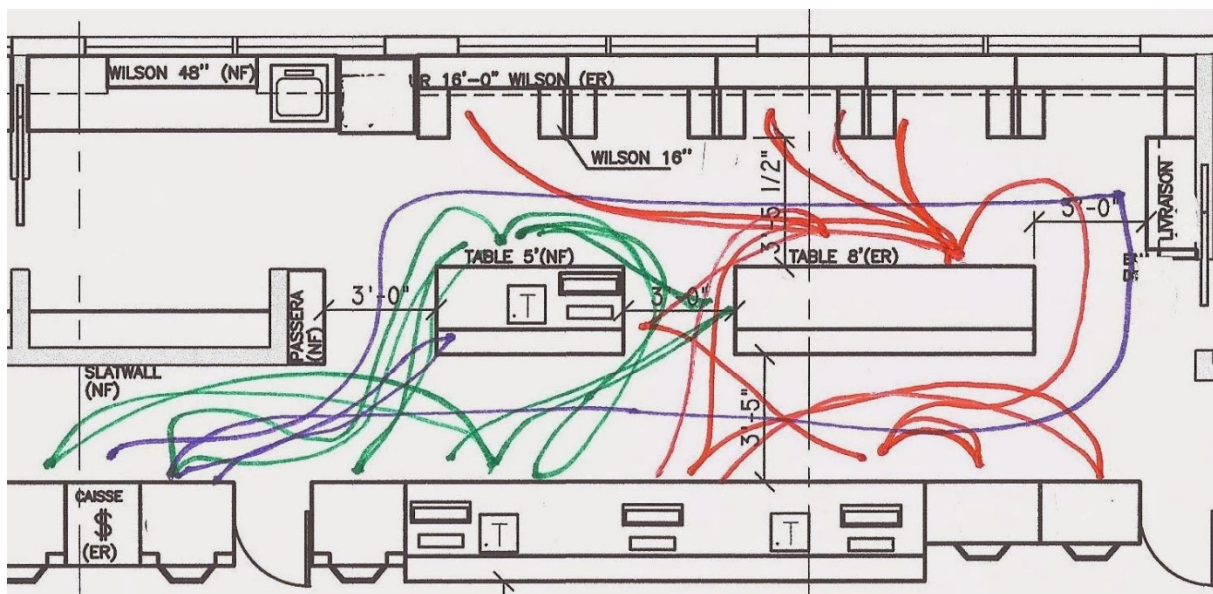 WILSON 48" (NF)
UR 16'-0" WILSON (ER)
WILSON 16"
3'-5 1/2"
3'-0"
LIVRAISON
TABLE 5'(NF)
TABLE 8'(ER)
3'-0"
3'-0"
T
PASSERA
(NF)
SLATWALL
(NF)
3'-5"
CAISSE
$
(ER)
T
T